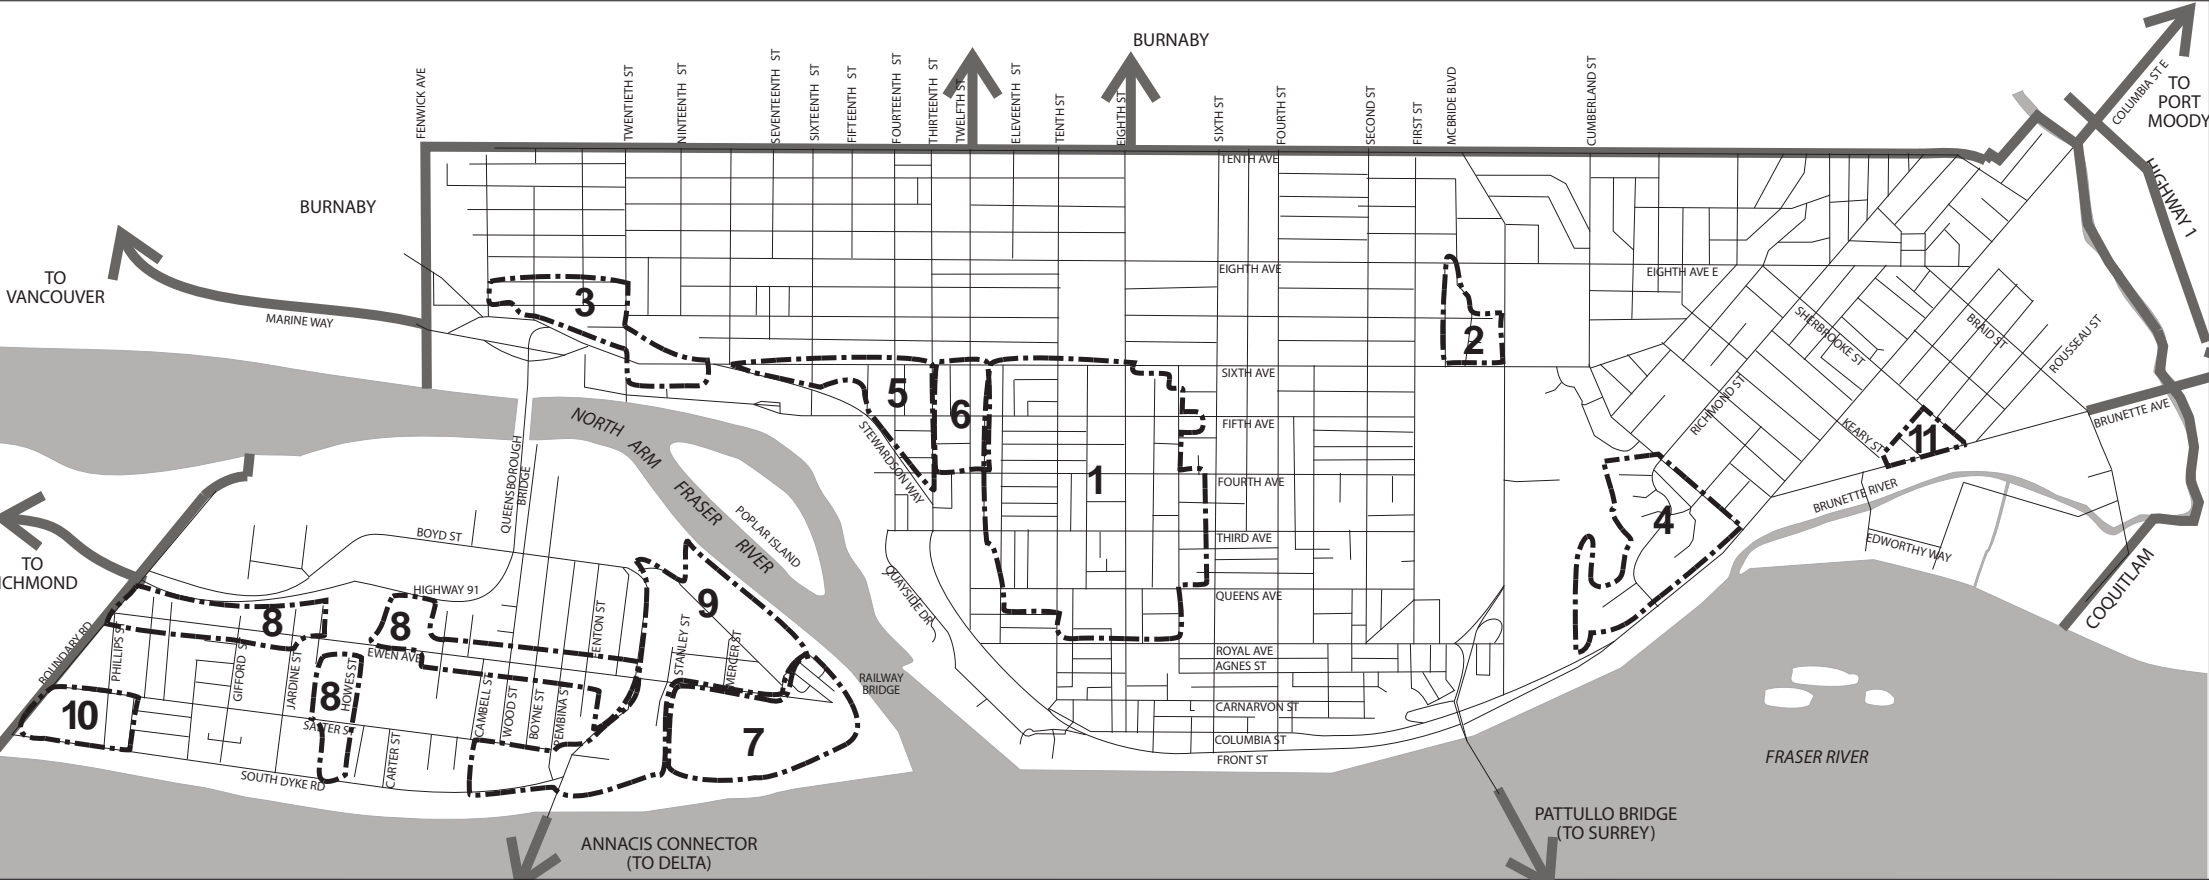 BURNABY
FENWICK AVE
TWENTIETH ST
NINTEENTH ST
SEVENTEENTH ST
SIXTEENTH ST
FIFTEENTH ST
FOURTEENTH ST
THIRTEENTH ST
TWELFTH ST
ELEVENTH ST
TENTH ST
EIGHTH ST
SIXTH ST
FOURTH ST
SECOND ST
FIRST ST
MCBRIDE BLVD
CUMBERLAND ST
COLUMBIA ST E
TO
PORT
MOODY
HIGHWAY 1
TENTH AVE
BURNABY
TO
VANCOUVER
MARINE WAY
EIGHTH AVE
EIGHTH AVE E
3
2
SHERBROOKE ST
BRAID ST
ROUSSEAU ST
SIXTH AVE
5
6
1
RICHMOND ST
KEARY ST
11
BRUNETTE AVE
FIFTH AVE
NORTH ARM
FRASER
RIVER
POPLAR ISLAND
STEWARDSON WAY
QUEENSBOROUGH
BRIDGE
FOURTH AVE
BRUNETTE RIVER
4
THIRD AVE
EDWORTHY WAY
BOYD ST
TO
ICHMOND
HIGHWAY 91
QUAYSIDE DR
QUEENS AVE
COQUITLAM
9
8
8
8
BOUNDARY RD
PHILLIPS ST
GIFFORD ST
JARDINE ST
HOWES ST
EWEN AVE
FENTON ST
STANLEY ST
MERCER ST
ROYAL AVE
AGNES ST
RAILWAY
BRIDGE
10
SALTER ST
CAMBELL ST
WOOD ST
BOYNE ST
PEMBINA ST
CARTER ST
7
CARNARVON ST
COLUMBIA ST
FRONT ST
SOUTH DYKE RD
FRASER RIVER
ANNACIS CONNECTOR
(TO DELTA)
PATTULLO BRIDGE
(TO SURREY)